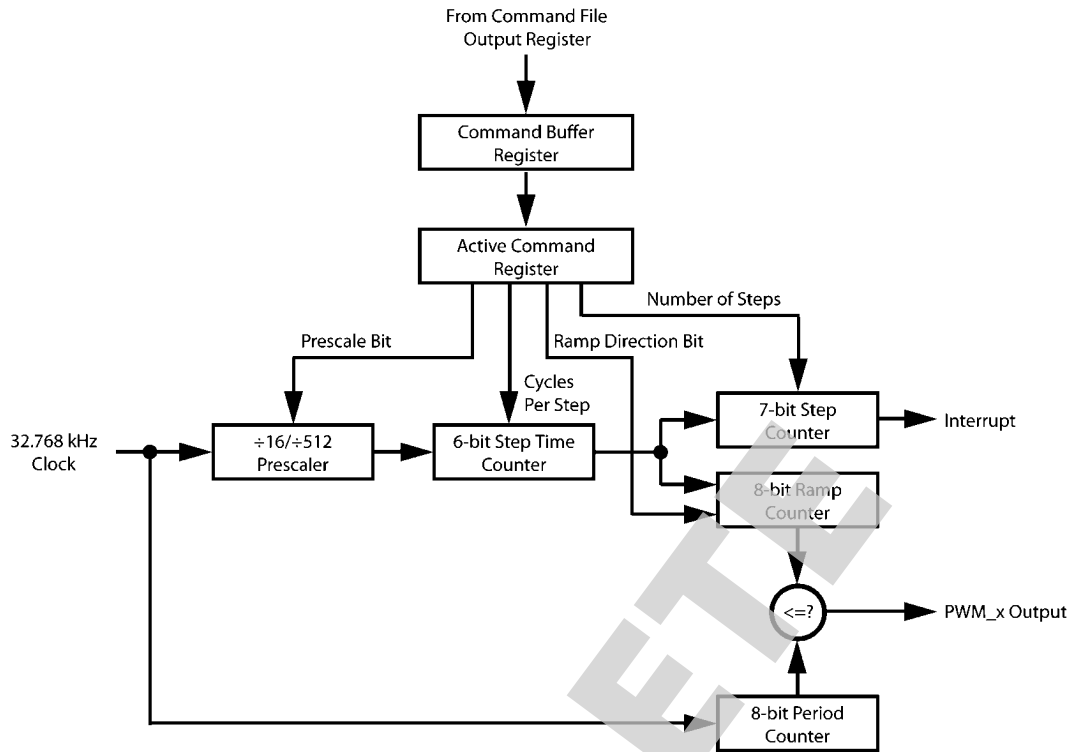 From Command File
Output Register
Command Buffer
Register
Active Command
Register
Number of Steps
Prescale Bit
Ramp Direction Bit
Cycles
Per Step
32.768 kHz
Clock
÷16/÷512
Prescaler
6-bit Step Time
Counter
7-bit Step
Counter
Interrupt
8-bit Ramp
Counter
<=?
PWM_x Output
8-bit Period
Counter
ETE